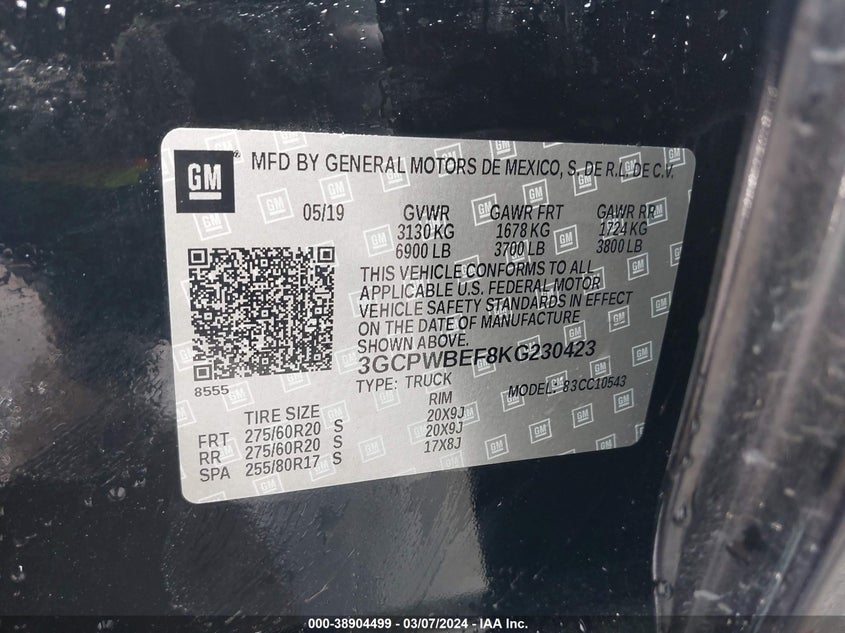 GM
® MFD BY GENERAL MOTORS DE MEXICO, S. DE R.L. DE C.V.
05/19 GVWR GAWR FRT GAWR RR
3130 KG 1678 KG 1724 KG
6900 LB 3700 LB 3800 LB
THIS VEHICLE CONFORMS TO ALL
APPLICABLE U.S. FEDERAL MOTOR
VEHICLE SAFETY STANDARDS IN EFFECT
ON THE DATE OF MANUFACTURE
SHOWN ABOVE.
3GCPWBEF8KG230423
8555 TYPE: TRUCK MODEL: 83CC10543
TIRE SIZE RIM
FRT 275/60R20 S 20X9J
RR 275/60R20 S 20X9J
SPA 255/80R17 S 17X8J
000-38904499 — 03/07/2024 — IAA Inc.